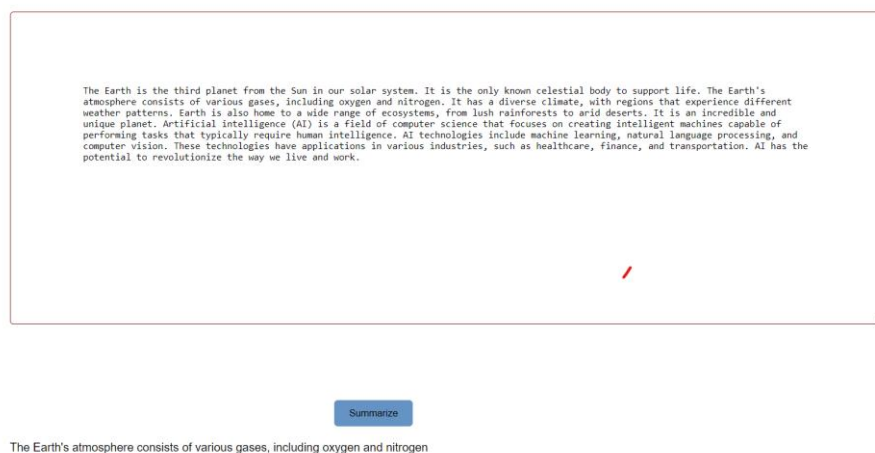 The Earth is the third planet from the Sun in our solar system. It is the only known celestial body to support life. The Earth's
atmosphere consists of various gases, including oxygen and nitrogen. It has a diverse climate, with regions that experience different
weather patterns. Earth is also home to a wide range of ecosystems, from lush rainforests to arid deserts. It is an incredible and
unique planet. Artificial intelligence (AI) is a field of computer science that focuses on creating intelligent machines capable of
performing tasks that typically require human intelligence. AI technologies include machine learning, natural language processing, and
computer vision. These technologies have applications in various industries, such as healthcare, finance, and transportation. AI has the
potential to revolutionize the way we live and work.
Summarize
The Earth's atmosphere consists of various gases, including oxygen and nitrogen